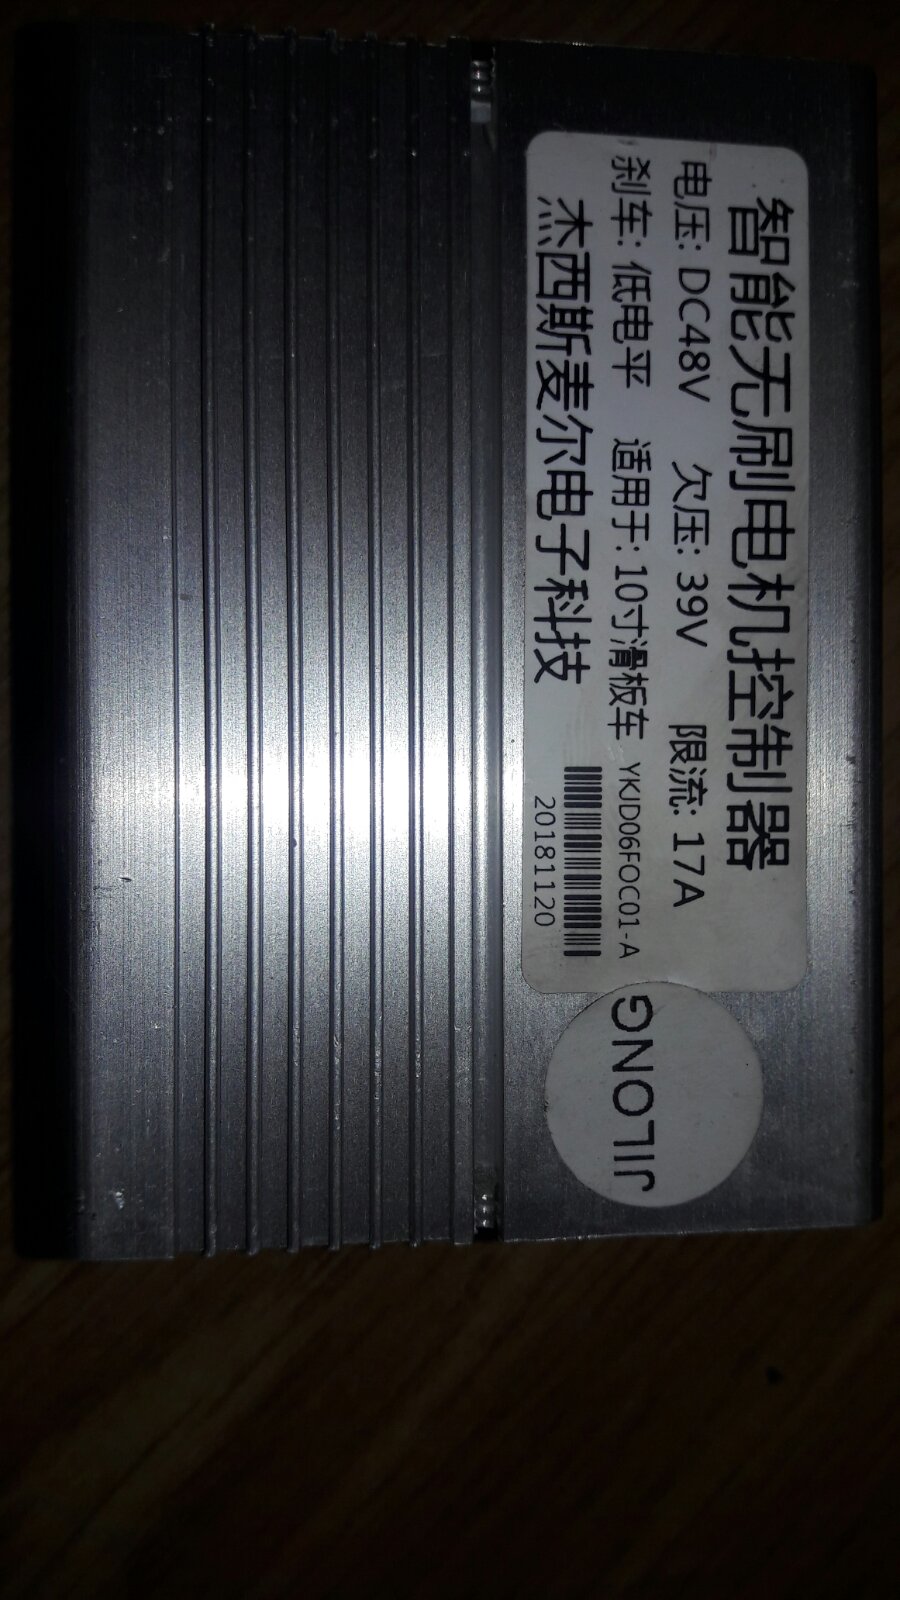 智能无刷电机控制器
电压: DC48V 欠压: 39V 限流: 17A
刹车: 低电平 适用于: 10寸滑板车 YKJD06FOC01-A
杰西斯麦尔电子科技
20181120
JILONG